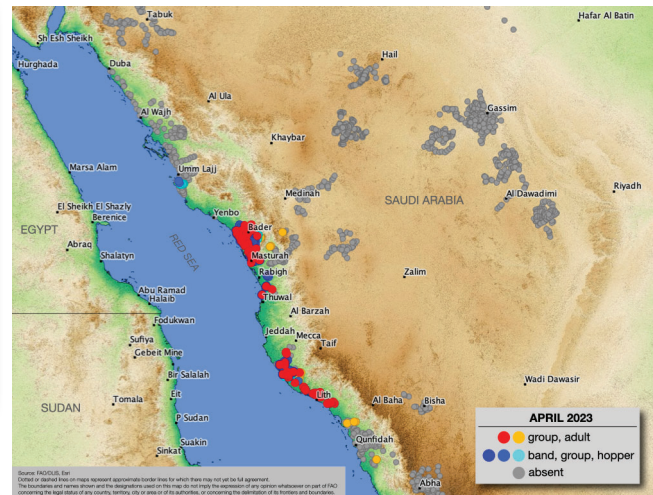 Tabuk
Hafar Al Batin
Sh Esh Sheikh
Hail
Hurghada
Duba
Al Ula
Gassim
Al Wajh
Khaybar
Marsa Alam
Umm Lajj
Medinah
SAUDI ARABIA
Al Dawadimi
Riyadh
El Sheikh El Shazly
Yenbo
Berenice
EGYPT
Bader
Abraq
RED SEA
Shalatyn
Masturah
Rabigh
Zalim
Abu Ramad
Halaib
Thuwal
Al Barzah
Fodukwan
Jeddah
Mecca
Sufiya
Taif
Gebeit Mine
Bir Salalah
Wadi Dawasir
Tomala
Eit
Lith
Al Baha
Bisha
SUDAN
P Sudan
APRIL 2023
Suakin
Qunfidah
group, adult
Sinkat
band, group, hopper
absent
Abha
Source: FAO/DLIS, Esri
Dotted or dashed lines on maps represent approximate border lines for which there may not yet be full agreement.
The boundaries and names shown and the designations used on this map do not imply the expression of any opinion whatsoever on part of FAO
concerning the legal status of any country, territory, city or area or of its authorities, or concerning the delimitation of its frontiers and boundaries.